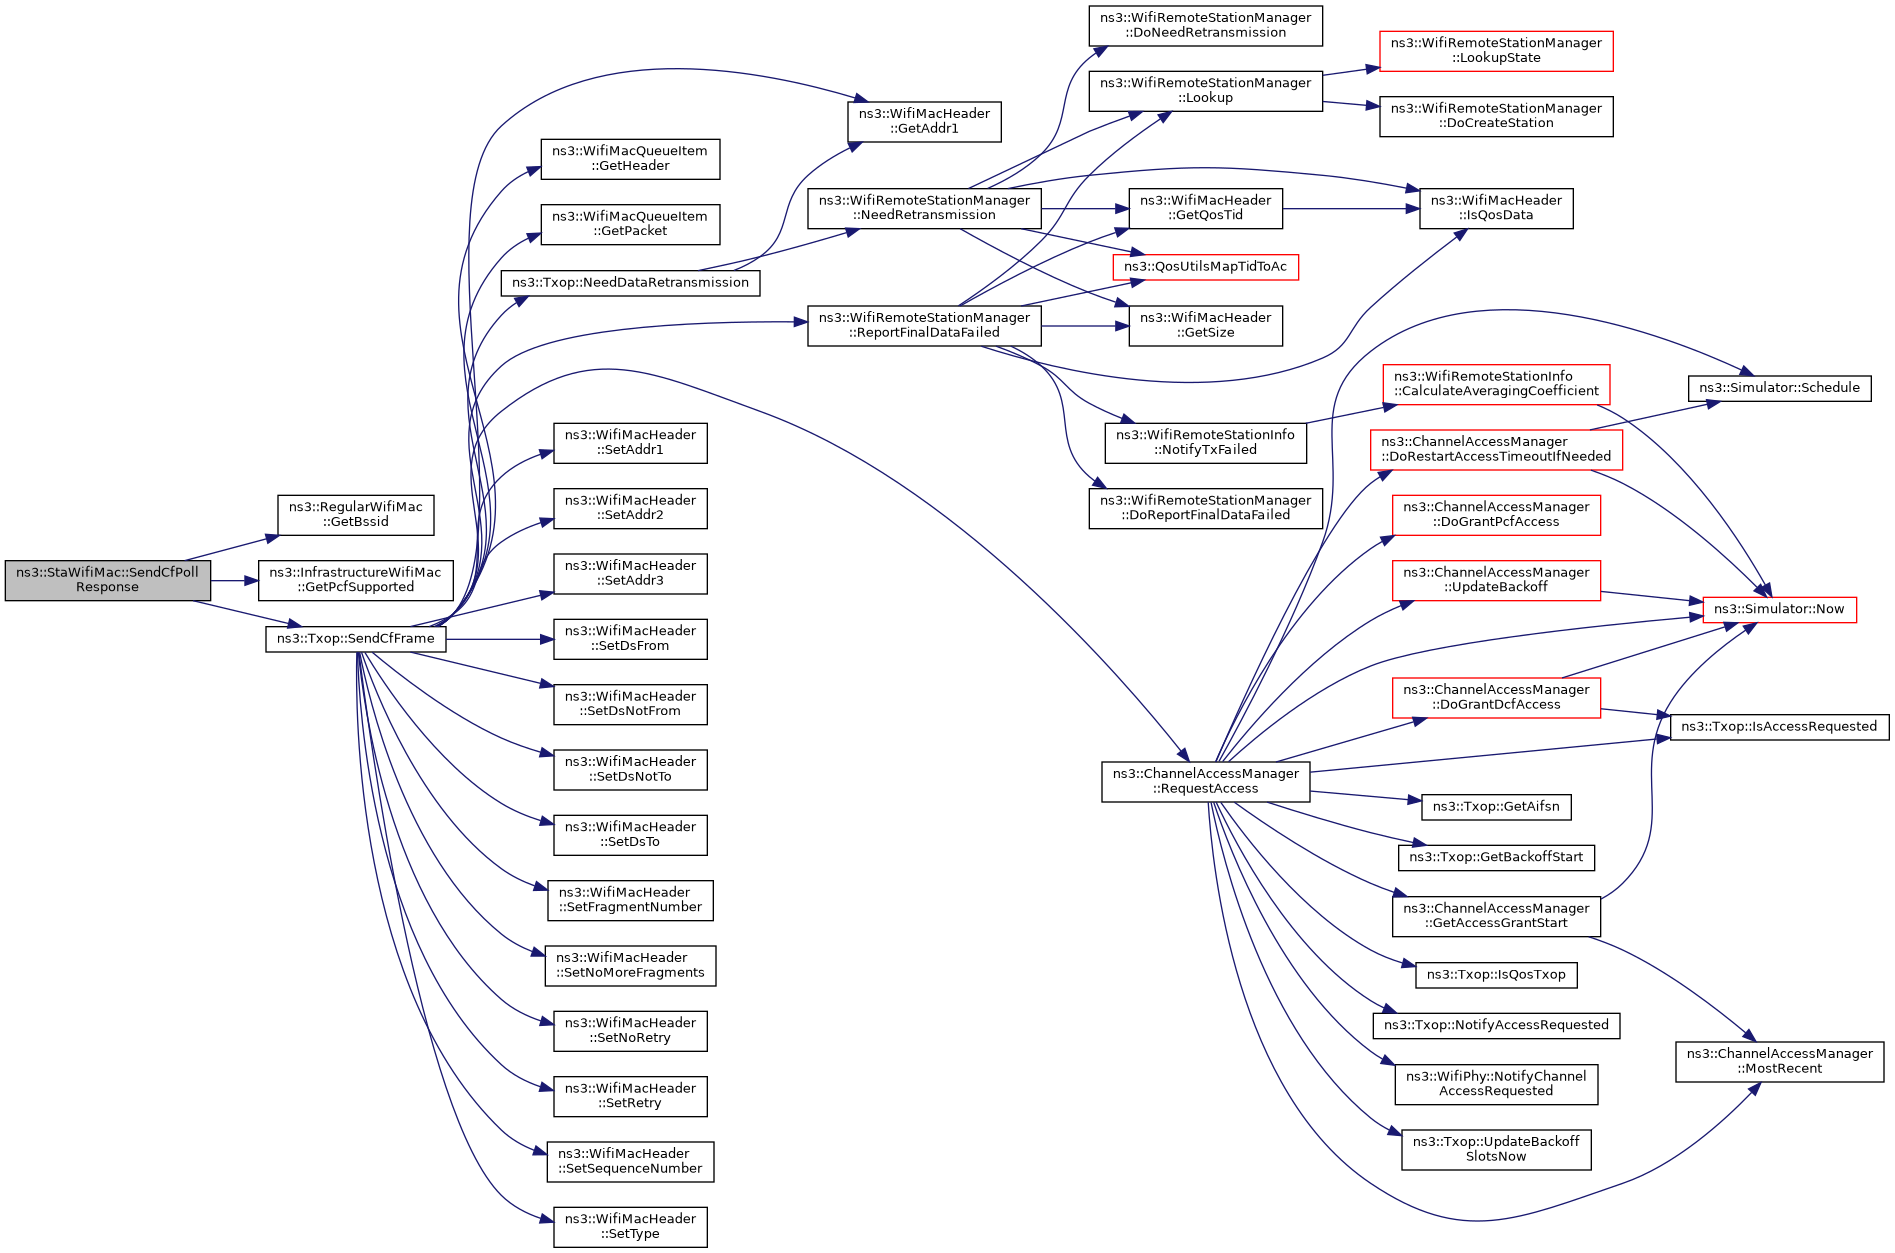 ns3::StaWifiMac::SendCfPoll
Response
ns3::RegularWifiMac
::GetBssid
ns3::InfrastructureWifiMac
::GetPcfSupported
ns3::Txop::SendCfFrame
ns3::WifiMacQueueItem
::GetHeader
ns3::WifiMacQueueItem
::GetPacket
ns3::Txop::NeedDataRetransmission
ns3::WifiMacHeader
::SetAddr1
ns3::WifiMacHeader
::SetAddr2
ns3::WifiMacHeader
::SetAddr3
ns3::WifiMacHeader
::SetDsFrom
ns3::WifiMacHeader
::SetDsNotFrom
ns3::WifiMacHeader
::SetDsNotTo
ns3::WifiMacHeader
::SetDsTo
ns3::WifiMacHeader
::SetFragmentNumber
ns3::WifiMacHeader
::SetNoMoreFragments
ns3::WifiMacHeader
::SetNoRetry
ns3::WifiMacHeader
::SetRetry
ns3::WifiMacHeader
::SetSequenceNumber
ns3::WifiMacHeader
::SetType
ns3::WifiMacHeader
::GetAddr1
ns3::WifiRemoteStationManager
::NeedRetransmission
ns3::WifiRemoteStationManager
::ReportFinalDataFailed
ns3::WifiRemoteStationManager
::DoNeedRetransmission
ns3::WifiRemoteStationManager
::Lookup
ns3::WifiMacHeader
::GetQosTid
ns3::QosUtilsMapTidToAc
ns3::WifiMacHeader
::GetSize
ns3::WifiRemoteStationInfo
::NotifyTxFailed
ns3::WifiRemoteStationManager
::DoReportFinalDataFailed
ns3::ChannelAccessManager
::RequestAccess
ns3::WifiRemoteStationManager
::LookupState
ns3::WifiRemoteStationManager
::DoCreateStation
ns3::WifiMacHeader
::IsQosData
ns3::WifiRemoteStationInfo
::CalculateAveragingCoefficient
ns3::ChannelAccessManager
::DoRestartAccessTimeoutIfNeeded
ns3::ChannelAccessManager
::DoGrantPcfAccess
ns3::ChannelAccessManager
::UpdateBackoff
ns3::ChannelAccessManager
::DoGrantDcfAccess
ns3::Txop::GetAifsn
ns3::Txop::GetBackoffStart
ns3::ChannelAccessManager
::GetAccessGrantStart
ns3::Txop::IsQosTxop
ns3::Txop::NotifyAccessRequested
ns3::WifiPhy::NotifyChannel
AccessRequested
ns3::Txop::UpdateBackoff
SlotsNow
ns3::Simulator::Schedule
ns3::Simulator::Now
ns3::Txop::IsAccessRequested
ns3::ChannelAccessManager
::MostRecent